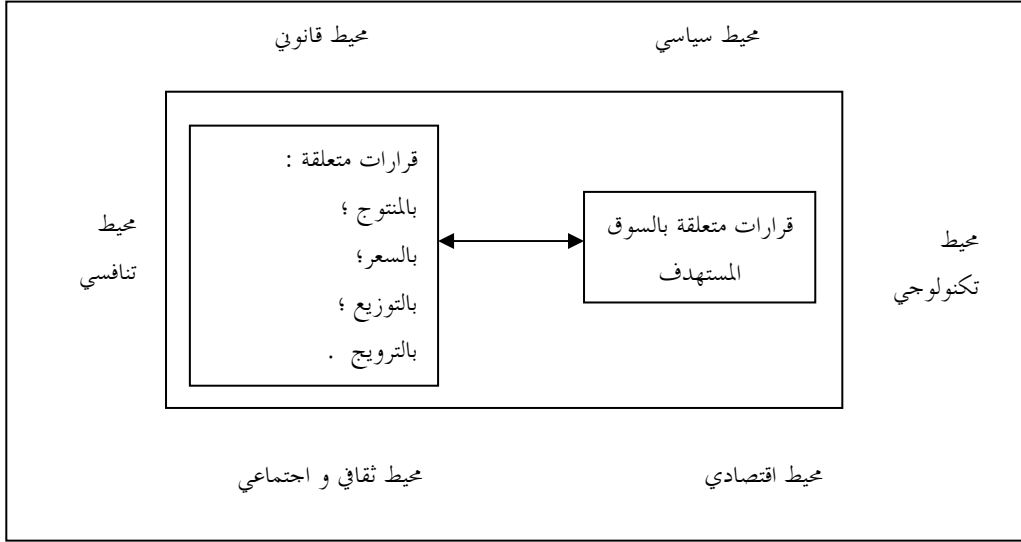 محيط سياسي
محيط قانوني
محيط
تكنولوجي
قرارات متعلقة بالسوق
المستهدف
قرارات متعلقة :
بالمنتوج ؛
بالسعر؛
بالتوزيع ؛
بالترويج .
محيط
تنافسي
محيط اقتصادي
محيط ثقافي و اجتماعي